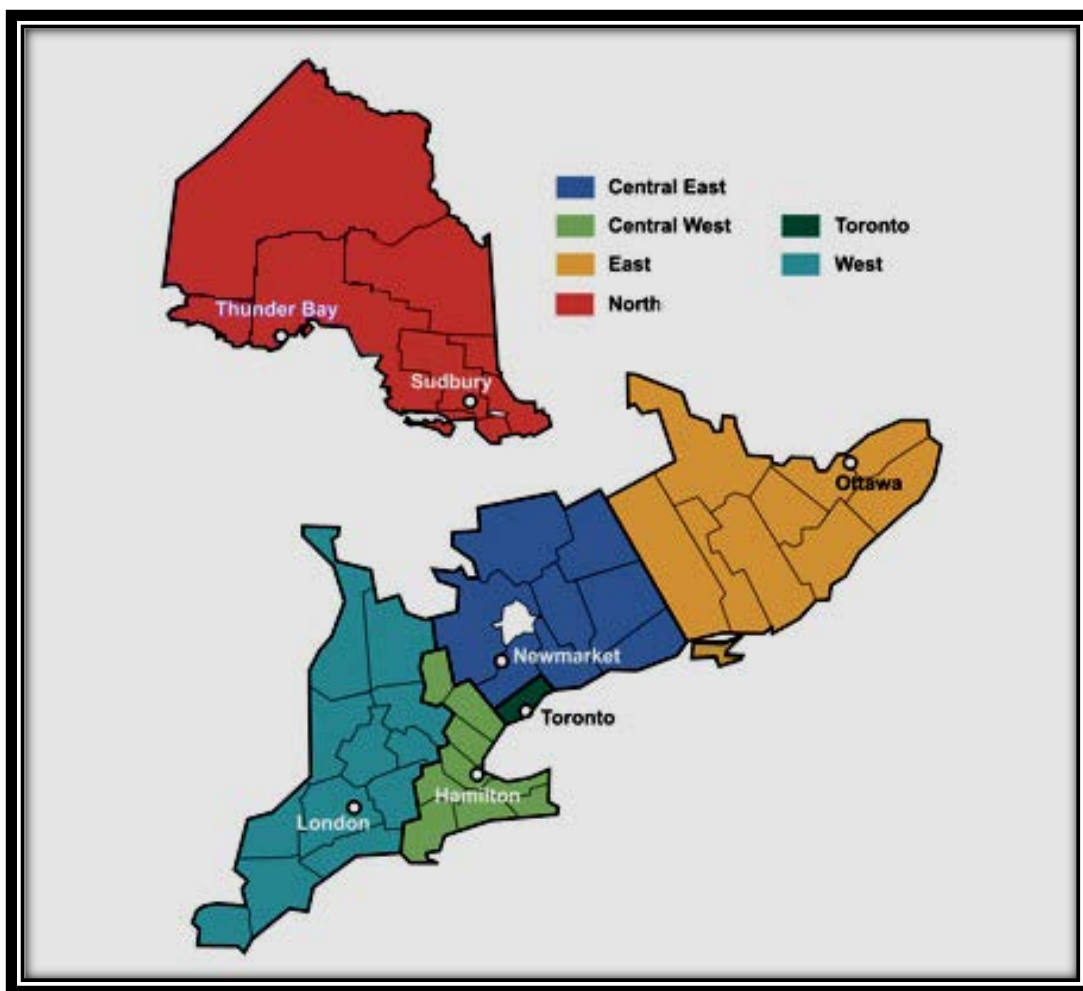 Central East
Central West
Toronto
East
West
North
Thunder Bay
Sudbury
Ottawa
Newmarket
Toronto
Hamilton
London